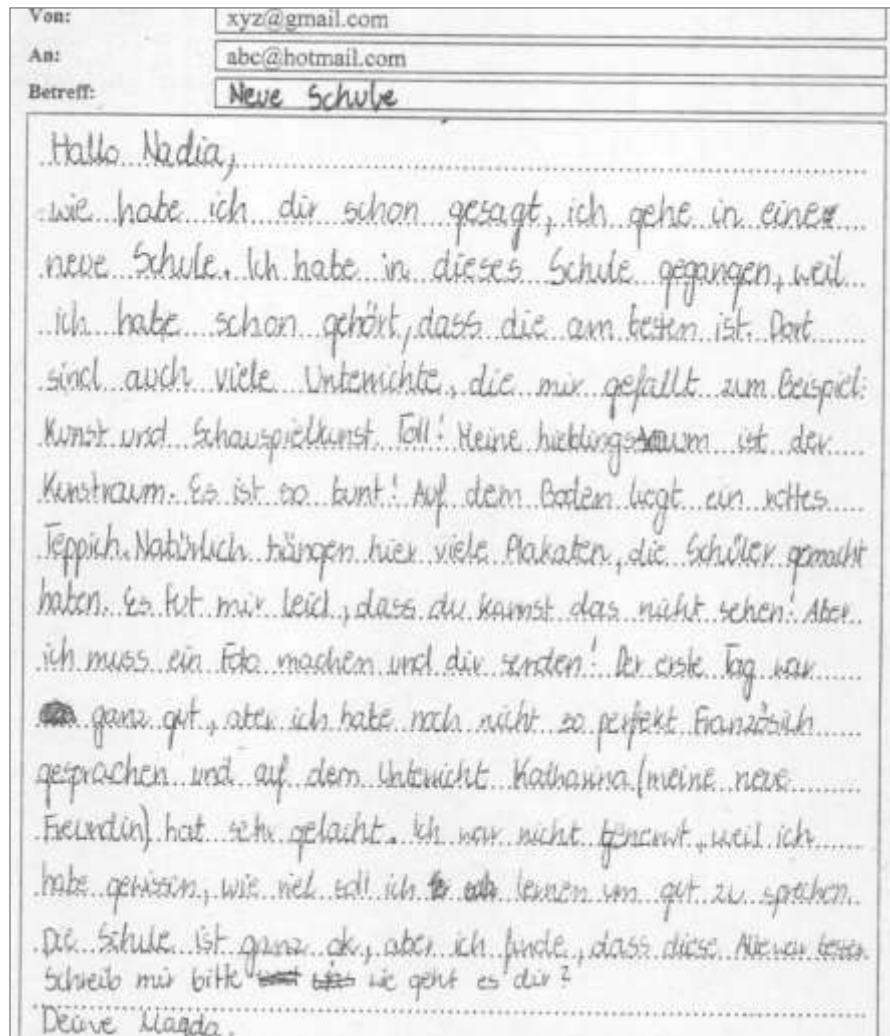 Von: xyz@gmail.com
An: abc@hotmail.com
Betreff: Neue Schule
Hallo Nadia,
wie habe ich dir schon gesagt, ich gehe in eine
neue Schule. Ich habe in dieses Schule gegangen, weil
ich habe schon gehört, dass die am besten ist. Dort
sind auch viele Unterrichte, die mir gefallt zum Beispiel:
Kunst und Schauspielkunst. Toll! Meine Lieblingsraum ist der
Kunstraum. Es ist so bunt! Auf dem Boden liegt ein rottes
Teppich. Natürlich hängen hier viele Plakaten, die Schüler gemacht
haben. Es tut mir leid, dass du kannst das nicht sehen! Aber
ich muss ein Foto machen und dir senden! Der erste Tag war
ganz gut, aber ich habe noch nicht so perfekt Französich
gesprochen und auf dem Unterricht Katharina (meine neue
Freundin) hat sehr gelacht. Ich war nicht genervt, weil ich
habe gewissen, wie viel soll ich lernen um gut zu sprechen.
Die Schule ist ganz ok, aber ich finde, dass diese Alte war besser
Schreib mir bitte wie geht es dir?
Deine Magda.